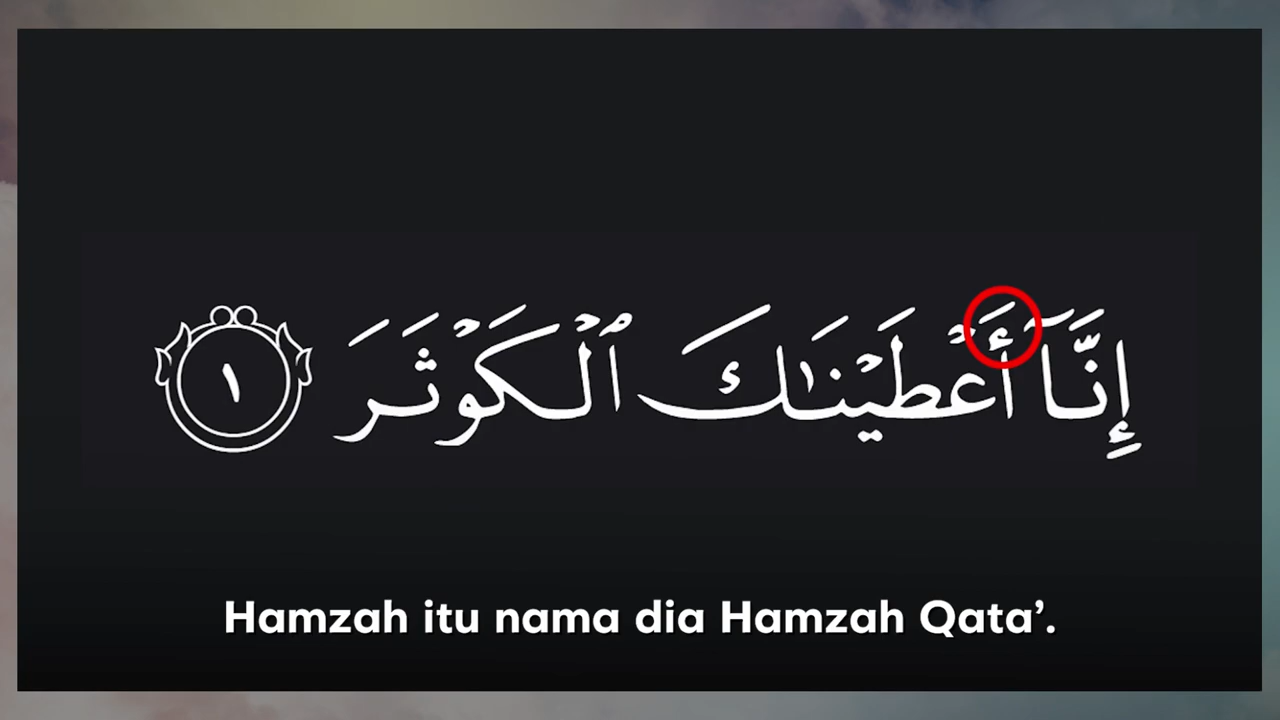 إِنَّآ أَعْطَيْنَـٰكَ ٱلْكَوْثَرَ ١
Hamzah itu nama dia Hamzah Qata’.